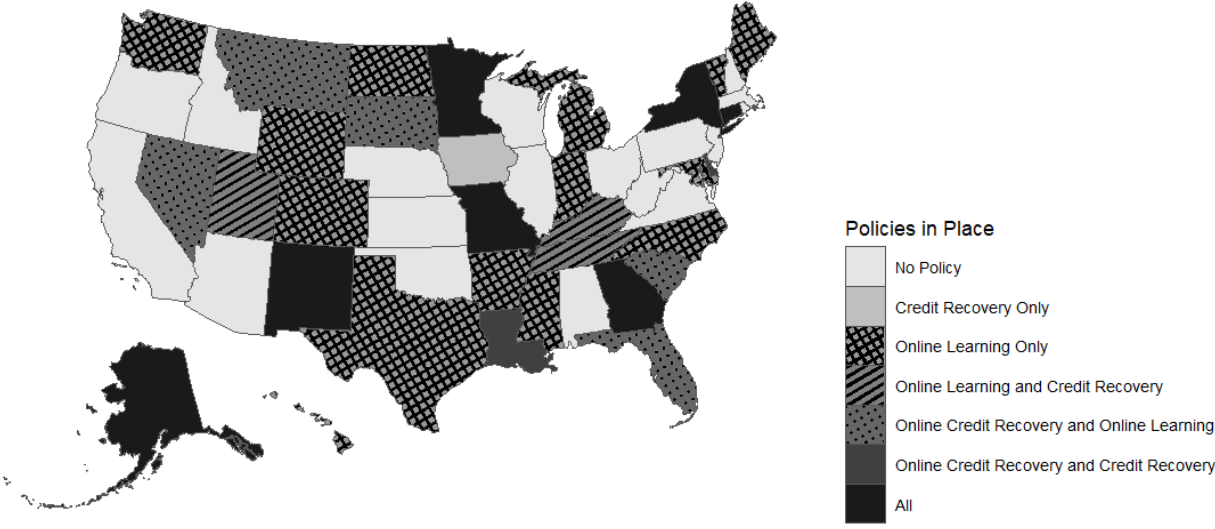 Policies in Place
No Policy
Credit Recovery Only
Online Learning Only
Online Learning and Credit Recovery
Online Credit Recovery and Online Learning
Online Credit Recovery and Credit Recovery
All